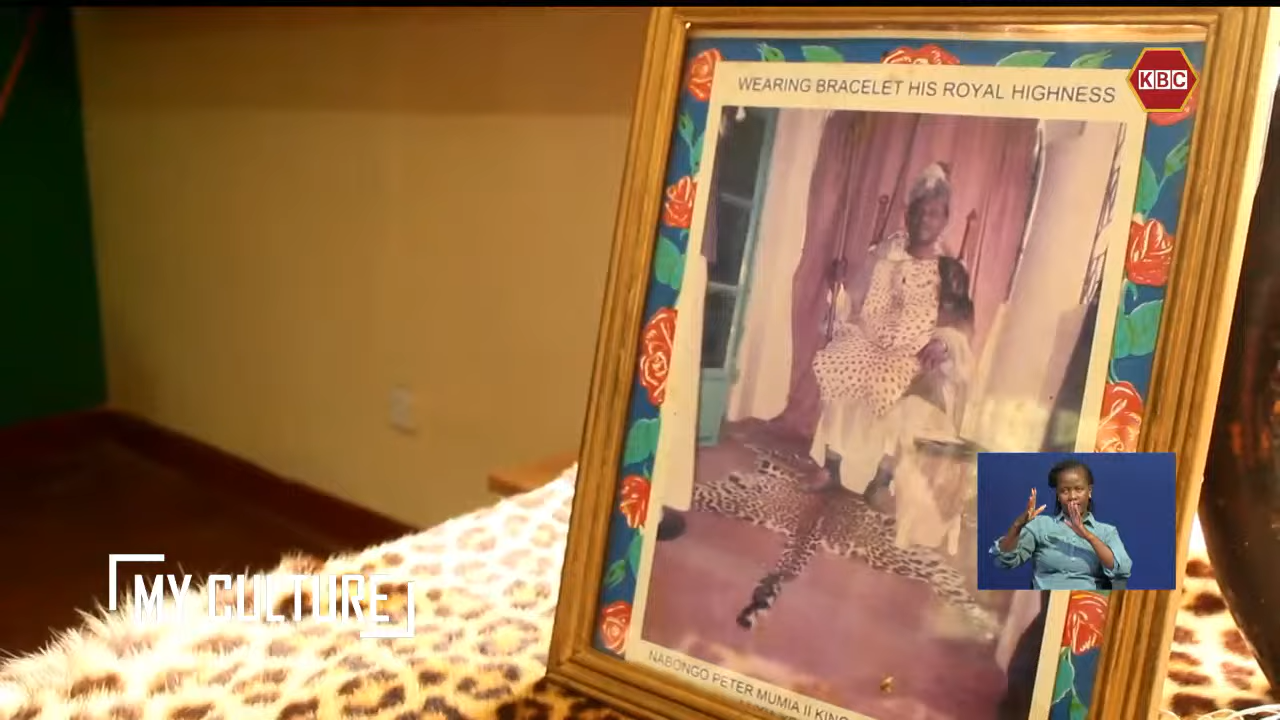 WEARING BRACELET HIS ROYAL HIGHNESS
KBC
MY CULTURE
NABONGO PETER MUMIA II KING